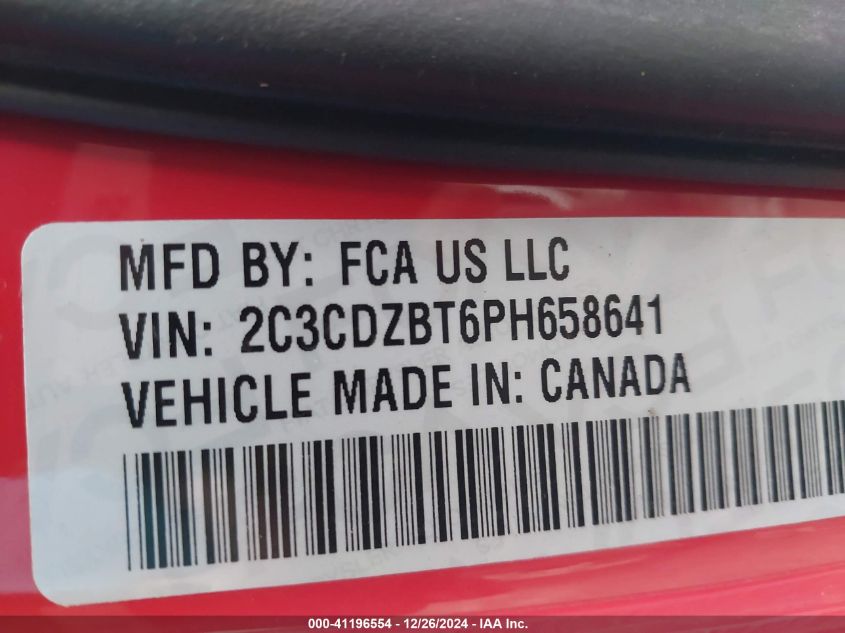 MFD BY: FCA US LLC
VIN: 2C3CDZBT6PH658641
VEHICLE MADE IN: CANADA
000-41196554 - 12/26/2024 - IAA Inc.